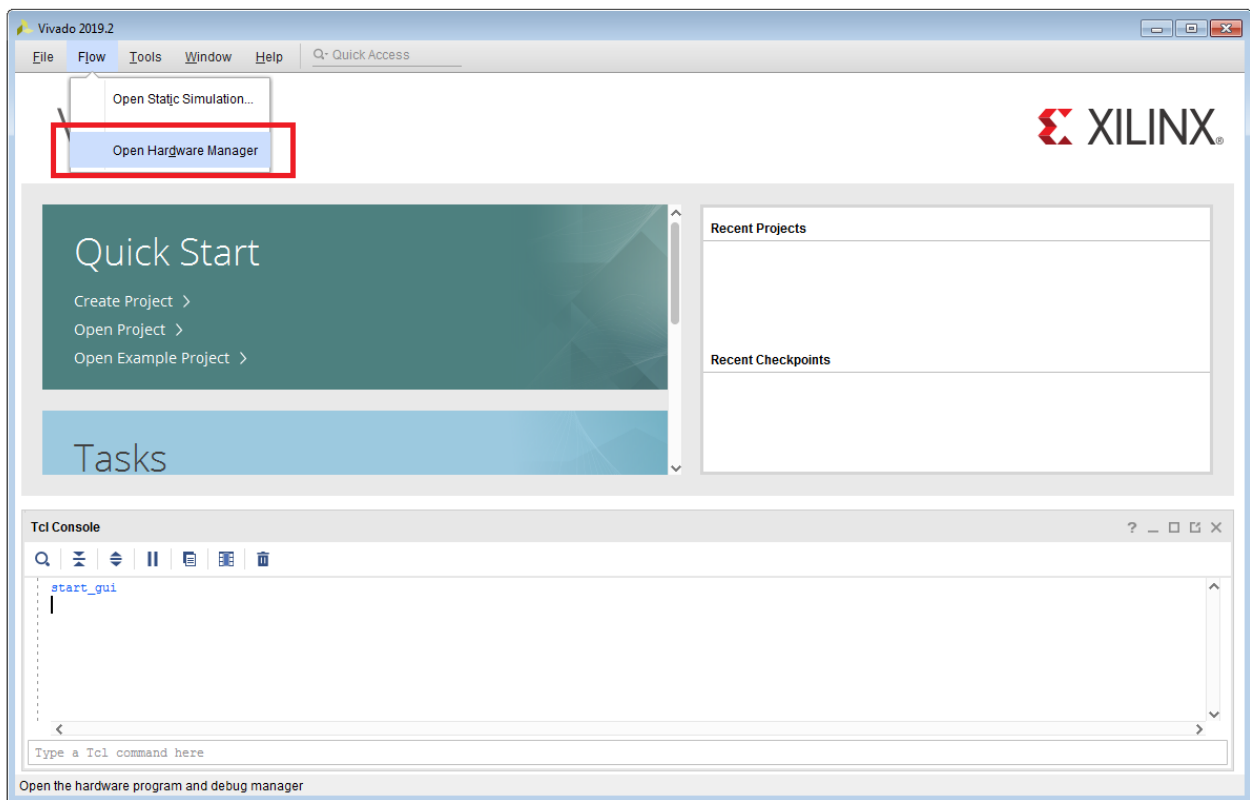 Vivado 2019.2
File Flow Tools Window Help Quick Access
Open Static Simulation...
Open Hardware Manager
XILINX®
Quick Start
Create Project >
Open Project >
Open Example Project >
Recent Projects
Recent Checkpoints
Tasks
Tcl Console
start_gui
Type a Tcl command here
Open the hardware program and debug manager